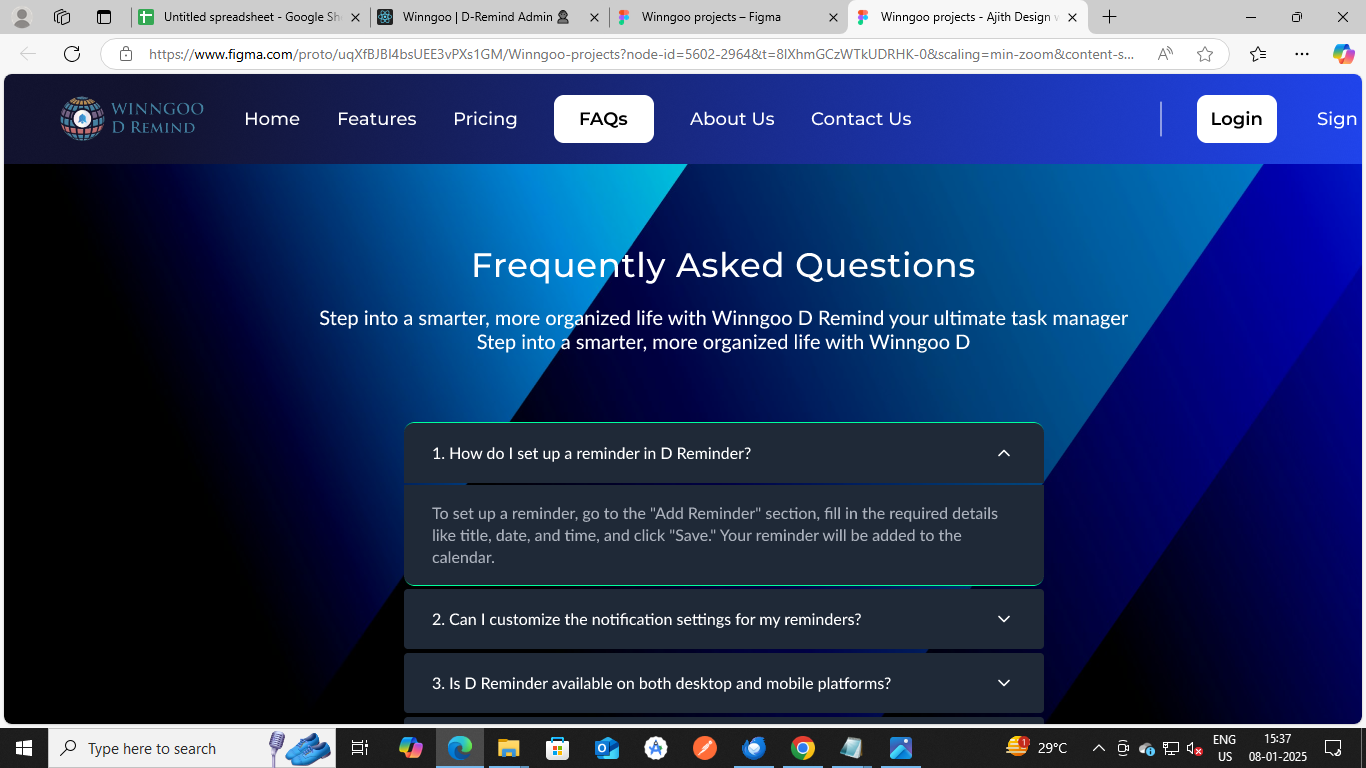 Untitled spreadsheet - Google Sh
Winngoo | D-Remind Admin
Winngoo projects – Figma
Winngoo projects - Ajith Design v
https://www.figma.com/proto/uqXfBJBl4bsUEE3vPXs1GM/Winngoo-projects?node-id=5602-2964&t=8IXhmGCzWTkUDRHK-0&scaling=min-zoom&content-s...
WINNGOO
D REMIND
Home
Features
Pricing
FAQs
About Us
Contact Us
Login
Sign
Frequently Asked Questions
Step into a smarter, more organized life with Winngoo D Remind your ultimate task manager
Step into a smarter, more organized life with Winngoo D
1. How do I set up a reminder in D Reminder?
To set up a reminder, go to the "Add Reminder" section, fill in the required details
like title, date, and time, and click "Save." Your reminder will be added to the
calendar.
2. Can I customize the notification settings for my reminders?
3. Is D Reminder available on both desktop and mobile platforms?
Type here to search
1
29°C
ENG
US
15:37
08-01-2025